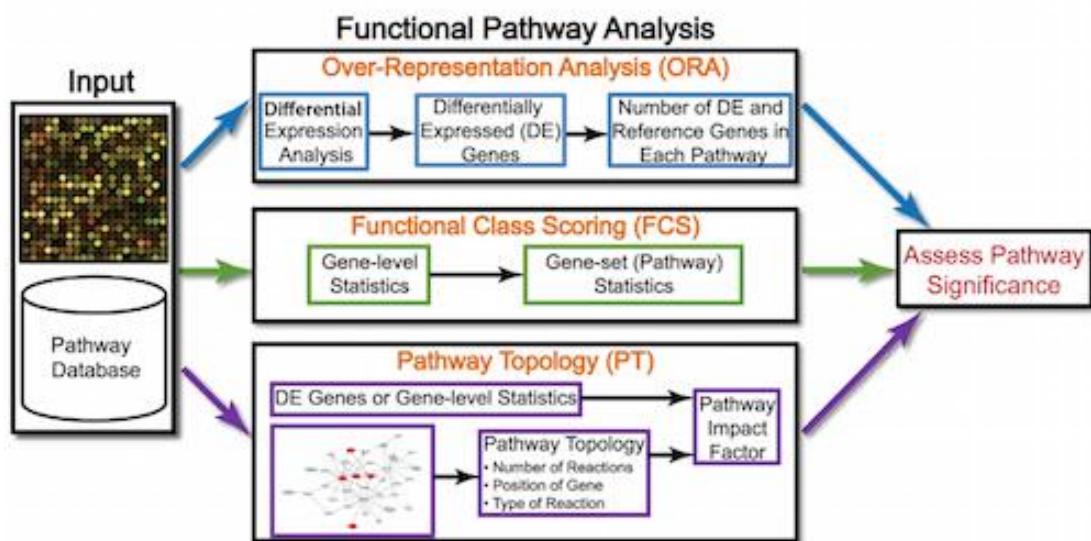 Functional Pathway Analysis
Input
Pathway
Database
Over-Representation Analysis (ORA)
Differential
Expression
Analysis
Differentially
Expressed (DE)
Genes
Number of DE and
Reference Genes in
Each Pathway
Functional Class Scoring (FCS)
Gene-level
Statistics
Gene-set (Pathway)
Statistics
Pathway Topology (PT)
DE Genes or Gene-level Statistics
Pathway Topology
• Number of Reactions
• Position of Gene
• Type of Reaction
Pathway
Impact
Factor
Assess Pathway
Significance